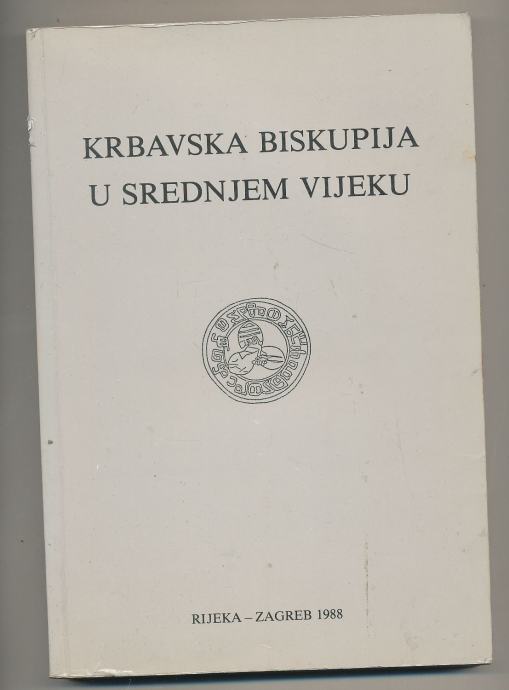 KRBAVSKA BISKUPIJA
U SREDNJEM VIJEKU
RIJEKA – ZAGREB 1988